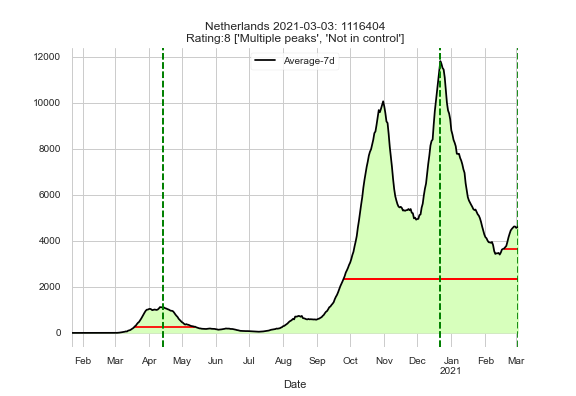 Netherlands 2021-03-03: 1116404
Rating:8 ['Multiple peaks', 'Not in control']
Average-7d
12000
10000
8000
6000
4000
2000
0
Feb Mar Apr May Jun Jul Aug Sep Oct Nov Dec Jan Feb Mar
2021
Date